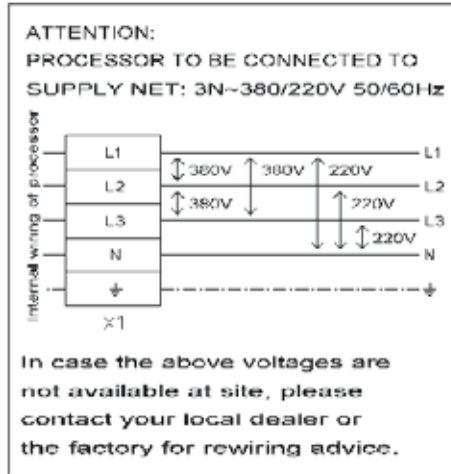 ATTENTION:
PROCESSOR TO BE CONNECTED TO
SUPPLY NET: 3N~380/220V 50/60Hz
Internal wiring of processor
L1 L1
380V 380V 220V
L2 L2
380V 220V
L3 L3
220V
N N
×1
In case the above voltages are
not available at site, please
contact your local dealer or
the factory for rewiring advice.